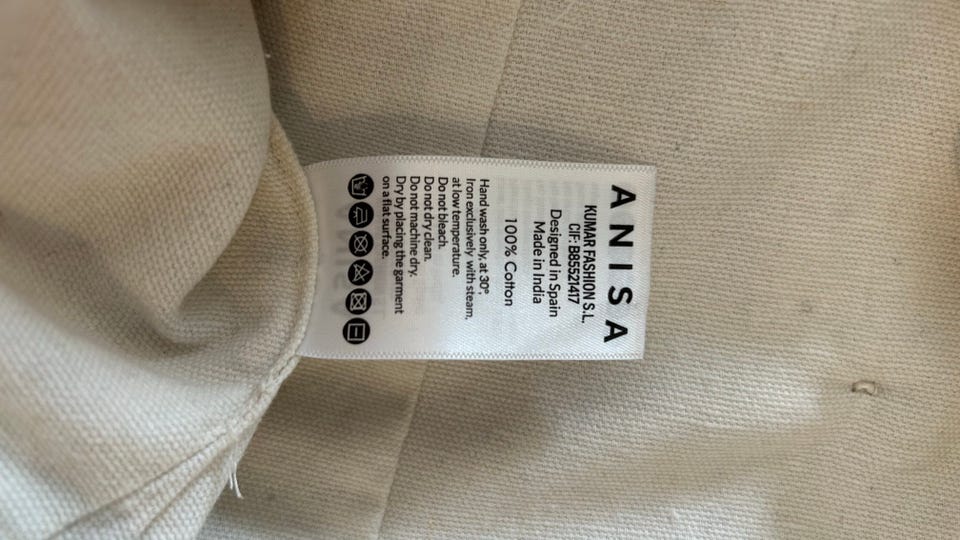 ANISA
KUMAR FASHION S.L.
CIF: B85521417
Designed in Spain
Made in India
100% Cotton
Hand wash only, at 30º,
Iron exclusively with steam,
at low temperature.
Do not bleach.
Do not dry clean.
Do not machine dry.
Dry by placing the garment
on a flat surface.